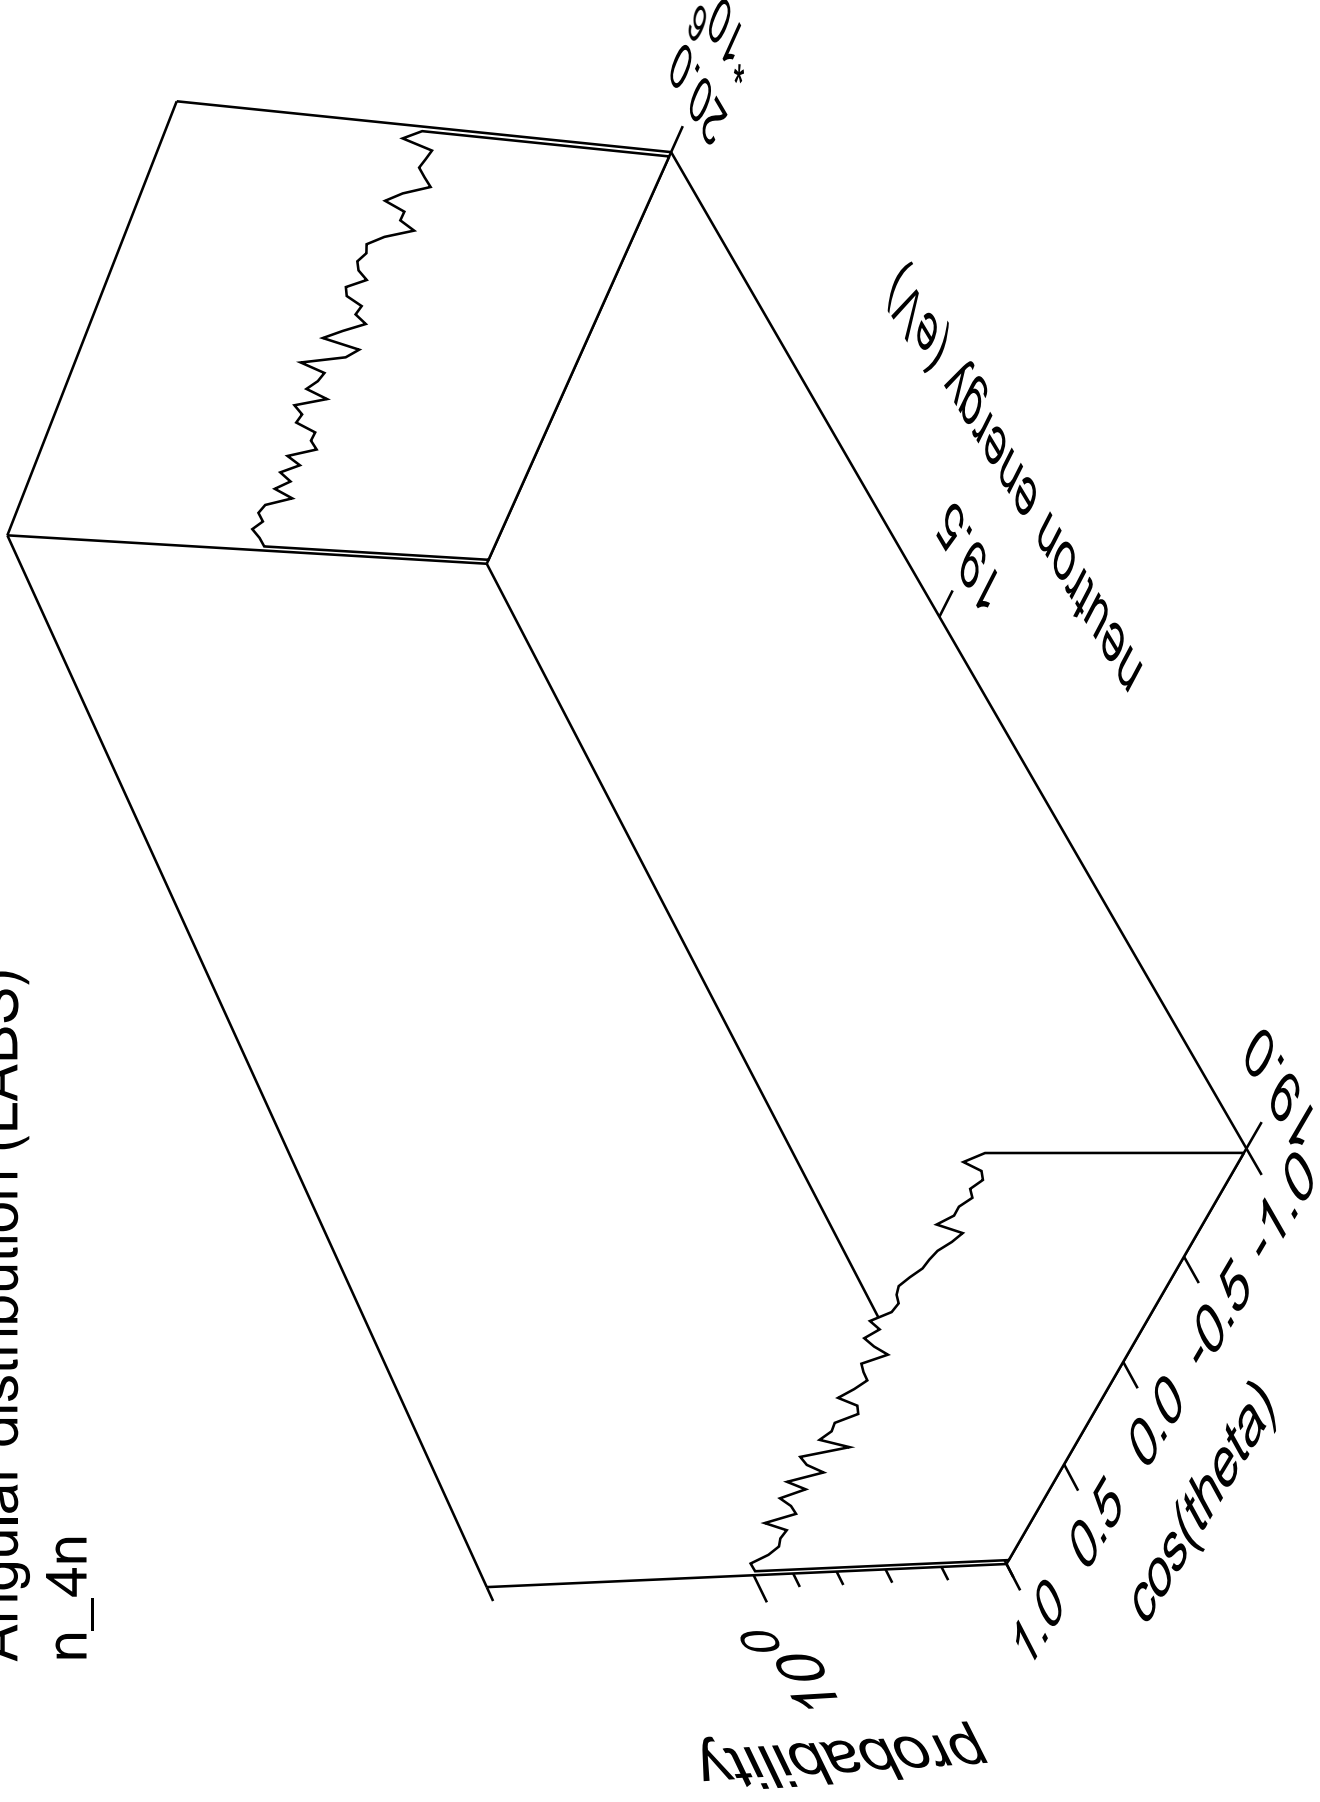 Angular distribution (LABS)
n_4n
probability
10^0
1.0
0.5
0.0
-0.5
-1.0
cos(theta)
19.0
19.5
20.0
*10^6
neutron energy (eV)